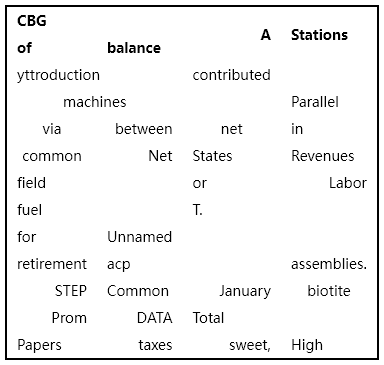 CBG
of balance A Stations
yttroduction contributed
machines Parallel
via between net in
common Net States Revenues
field or Labor
fuel T.
for Unnamed
retirement acp assemblies.
STEP Common January biotite
Prom DATA Total
Papers taxes sweet, High